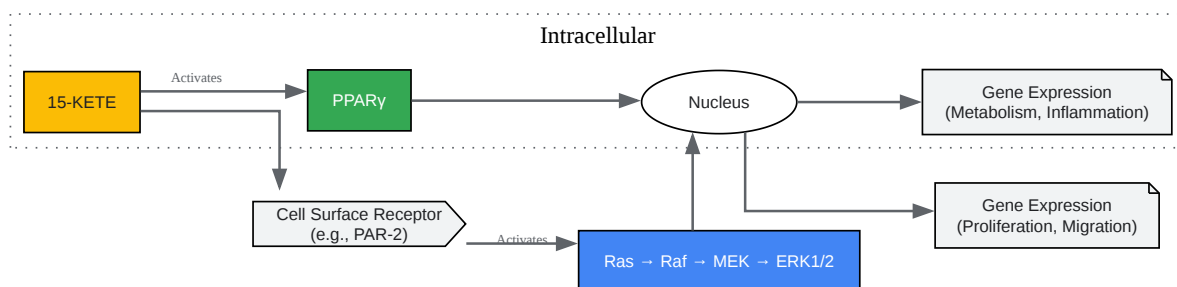 Intracellular
Activates
15-KETE
PPARγ
Nucleus
Gene Expression
(Metabolism, Inflammation)
Cell Surface Receptor
(e.g., PAR-2)
Activates
Ras → Raf → MEK → ERK1/2
Gene Expression
(Proliferation, Migration)